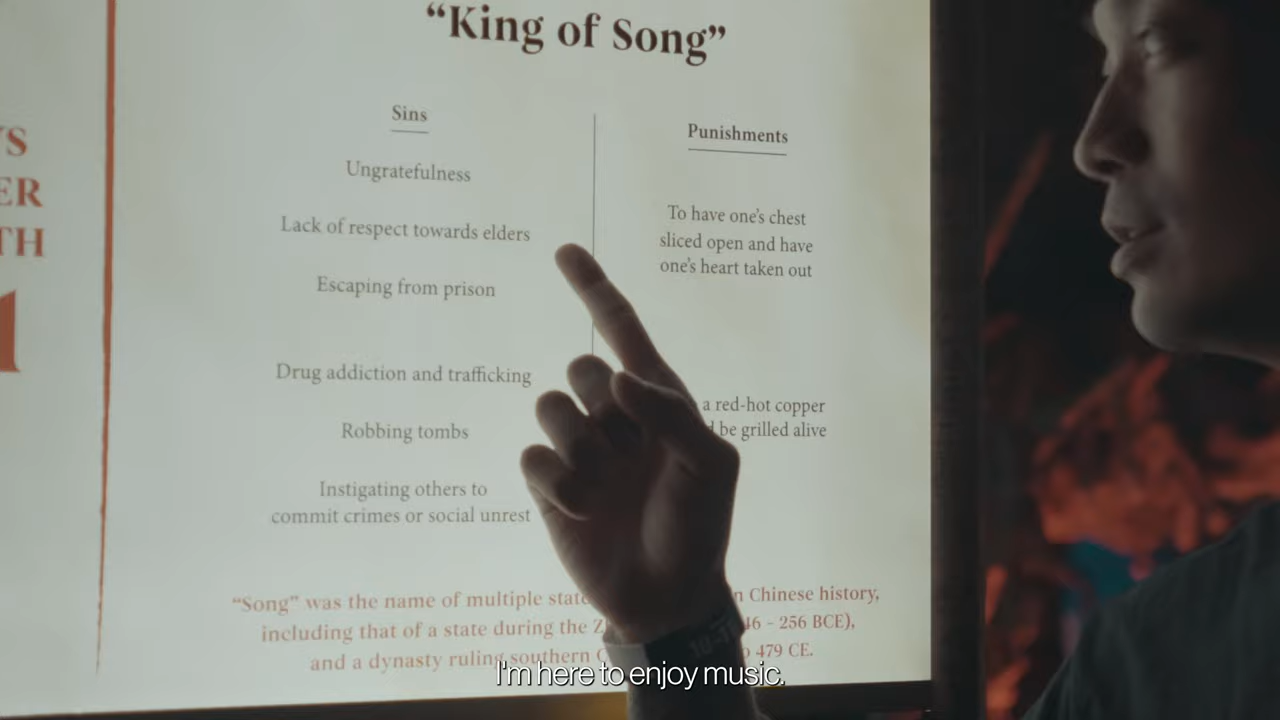 “King of Song”
Sins
Ungratefulness
Lack of respect towards elders
Escaping from prison
Drug addiction and trafficking
Robbing tombs
Instigating others to
commit crimes or social unrest
Punishments
To have one’s chest
sliced open and have
one’s heart taken out
a red-hot copper
be grilled alive
“Song” was the name of multiple Chinese history,
including that of a state during the 256 BCE),
and a dynasty ruling southern 479 CE.
I'm here to enjoy music.